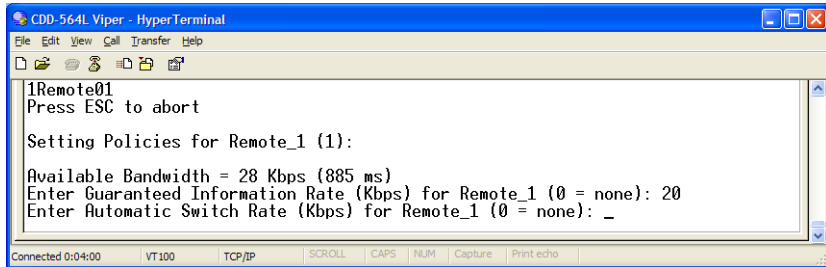 CDD-564L Viper - HyperTerminal
File Edit View Call Transfer Help
1Remote01
Press ESC to abort
Setting Policies for Remote_1 (1):
Available Bandwidth = 28 Kbps (885 ms)
Enter Guaranteed Information Rate (Kbps) for Remote_1 (0 = none): 20
Enter Automatic Switch Rate (Kbps) for Remote_1 (0 = none): _
Connected 0:04:00 VT100 TCP/IP SCROLL CAPS NUM Capture Print echo